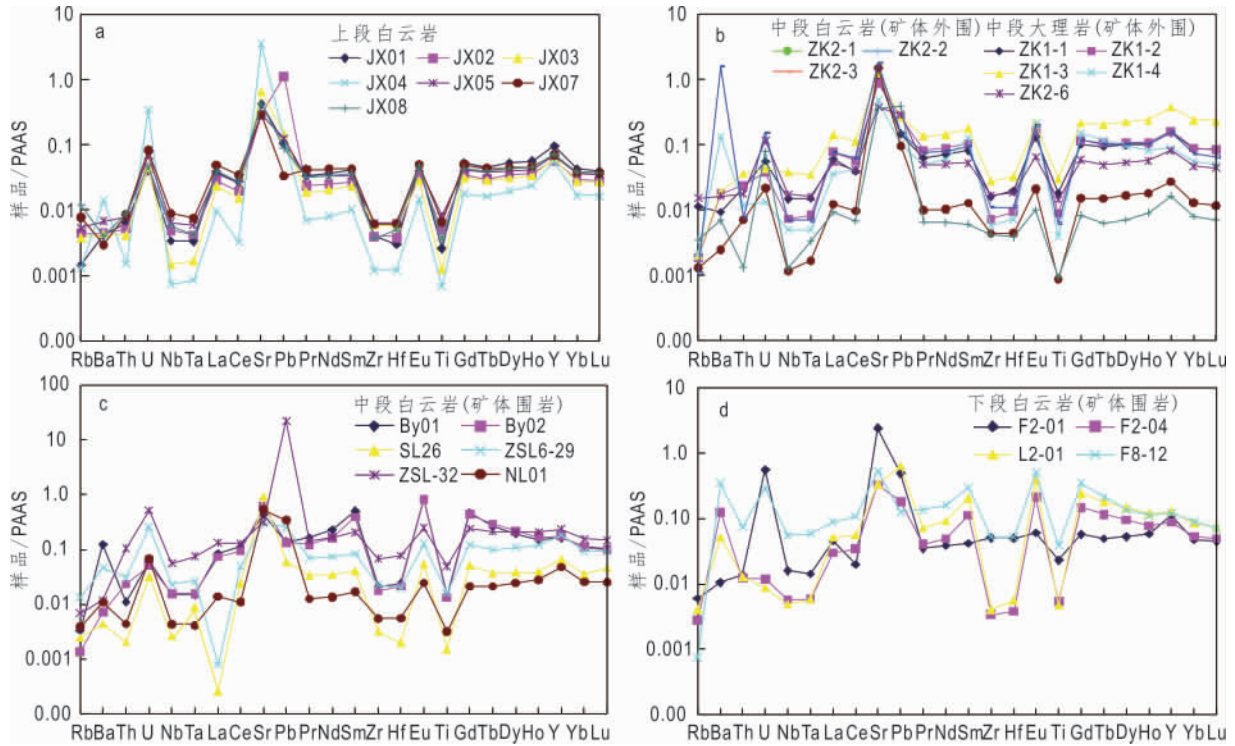 a
上段白云岩
JX01 JX02 JX03
JX04 JX05 JX07
JX08
样品/PAAS
10
1.0
0.1
0.01
0.001
0.00
Rb Ba Th U Nb Ta La Ce Sr Pb Pr Nd Sm Zr Hf Eu Ti Gd Tb Dy Ho Y Yb Lu
b
中段白云岩(矿体外围) 中段大理岩(矿体外围)
ZK2-1 ZK2-2 ZK1-1 ZK1-2
ZK2-3 ZK1-3 ZK1-4
ZK2-6
样品/PAAS
10
1.0
0.1
0.01
0.001
0.00
Rb Ba Th U Nb Ta La Ce Sr Pb Pr Nd Sm Zr Hf Eu Ti Gd Tb Dy Ho Y Yb Lu
c
中段白云岩(矿体围岩)
By01 By02
SL26 ZSL6-29
ZSL-32 NL01
样品/PAAS
100
10
1.0
0.1
0.01
0.001
0.00
Rb Ba Th U Nb Ta La Ce Sr Pb Pr Nd Sm Zr Hf Eu Ti Gd Tb Dy Ho Y Yb Lu
d
下段白云岩(矿体围岩)
F2-01 F2-04
L2-01 F8-12
样品/PAAS
10
1.0
0.1
0.01
0.001
0.00
Rb Ba Th U Nb Ta La Ce Sr Pb Pr Nd Sm Zr Hf Eu Ti Gd Tb Dy Ho Y Yb Lu